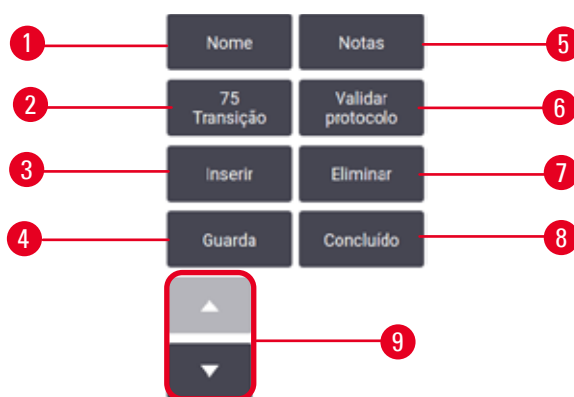 1 Nome Notas 5
2 75 Transição Validar protocolo 6
3 Inserir Eliminar 7
4 Guarda Concluído 8
9